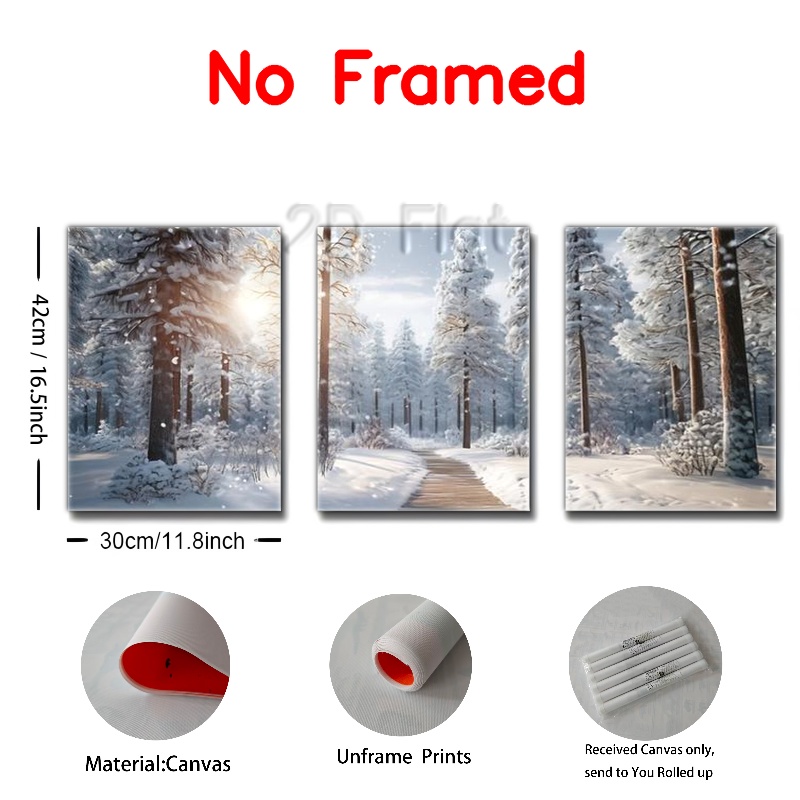 No Framed
2D Flat
42cm / 16.5inch
30cm/11.8inch
Material:Canvas
Unframe Prints
Received Canvas only,
send to You Rolled up